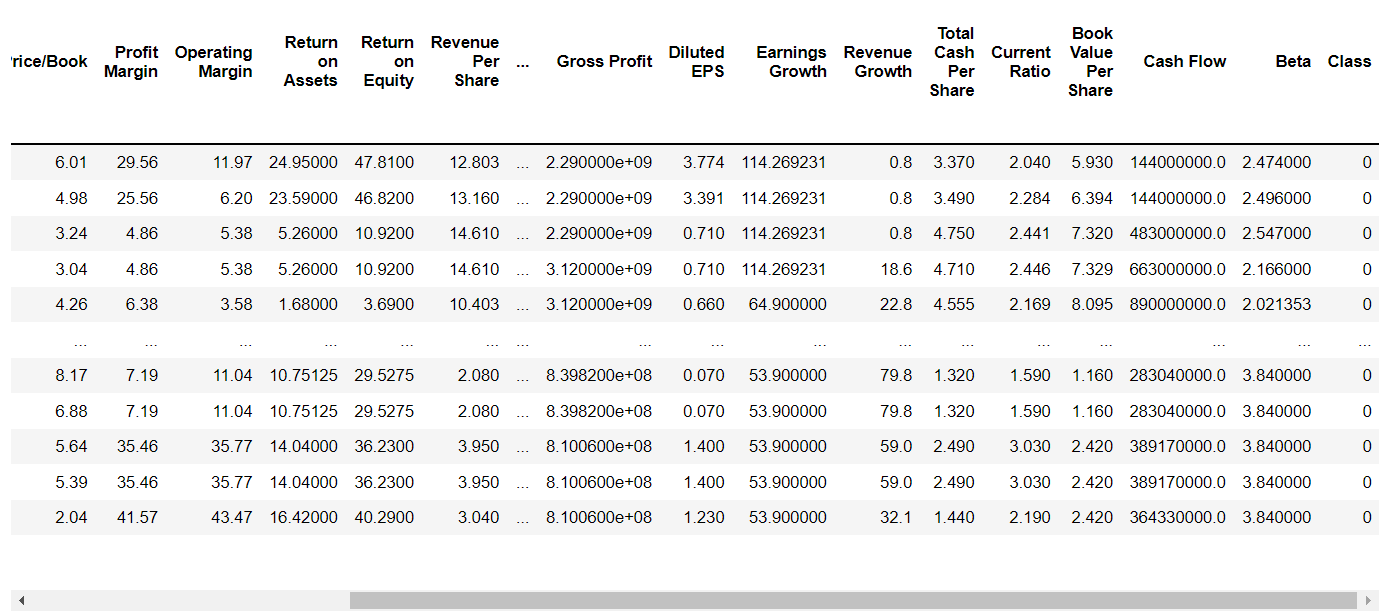 rice/Book Profit Margin Operating Margin Return on Assets Return on Equity Revenue Per Share ... Gross Profit Diluted EPS Earnings Growth Revenue Growth Total Cash Per Share Current Ratio Book Value Per Share Cash Flow Beta Class
6.01 29.56 11.97 24.95000 47.8100 12.803 ... 2.290000e+09 3.774 114.269231 0.8 3.370 2.040 5.930 144000000.0 2.474000 0
4.98 25.56 6.20 23.59000 46.8200 13.160 ... 2.290000e+09 3.391 114.269231 0.8 3.490 2.284 6.394 144000000.0 2.496000 0
3.24 4.86 5.38 5.26000 10.9200 14.610 ... 2.290000e+09 0.710 114.269231 0.8 4.750 2.441 7.320 483000000.0 2.547000 0
3.04 4.86 5.38 5.26000 10.9200 14.610 ... 3.120000e+09 0.710 114.269231 18.6 4.710 2.446 7.329 663000000.0 2.166000 0
4.26 6.38 3.58 1.68000 3.6900 10.403 ... 3.120000e+09 0.660 64.900000 22.8 4.555 2.169 8.095 890000000.0 2.021353 0
... ... ... ... ... ... ... ... ... ... ... ... ... ... ... ... ...
8.17 7.19 11.04 10.75125 29.5275 2.080 ... 8.398200e+08 0.070 53.900000 79.8 1.320 1.590 1.160 283040000.0 3.840000 0
6.88 7.19 11.04 10.75125 29.5275 2.080 ... 8.398200e+08 0.070 53.900000 79.8 1.320 1.590 1.160 283040000.0 3.840000 0
5.64 35.46 35.77 14.04000 36.2300 3.950 ... 8.100600e+08 1.400 53.900000 59.0 2.490 3.030 2.420 389170000.0 3.840000 0
5.39 35.46 35.77 14.04000 36.2300 3.950 ... 8.100600e+08 1.400 53.900000 59.0 2.490 3.030 2.420 389170000.0 3.840000 0
2.04 41.57 43.47 16.42000 40.2900 3.040 ... 8.100600e+08 1.230 53.900000 32.1 1.440 2.190 2.420 364330000.0 3.840000 0